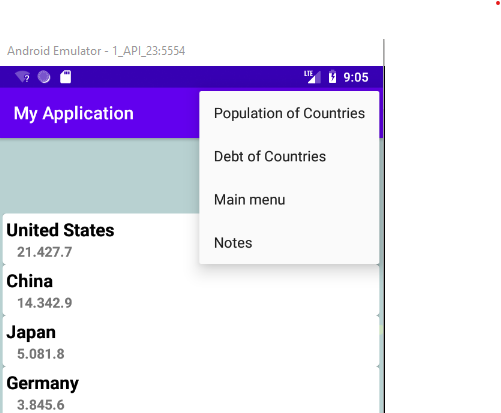 Android Emulator - 1_API_23:5554
LTE 9:05
My Application
Population of Countries
Debt of Countries
Main menu
Notes
United States
21.427.7
China
14.342.9
Japan
5.081.8
Germany
3.845.6